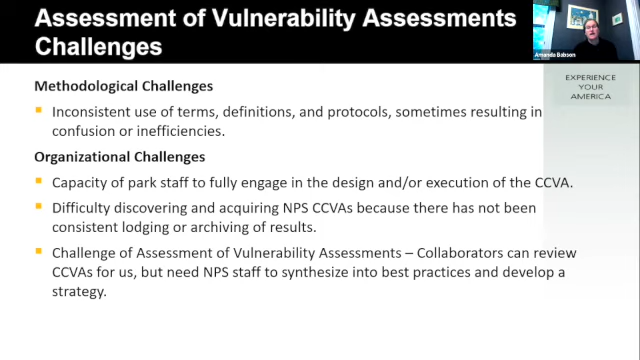 Assessment of Vulnerability Assessments
Challenges
Amanda Babson
EXPERIENCE
YOUR
AMERICA
Methodological Challenges
Inconsistent use of terms, definitions, and protocols, sometimes resulting in
confusion or inefficiencies.
Organizational Challenges
Capacity of park staff to fully engage in the design and/or execution of the CCVA.
Difficulty discovering and acquiring NPS CCVAs because there has not been
consistent lodging or archiving of results.
Challenge of Assessment of Vulnerability Assessments – Collaborators can review
CCVAs for us, but need NPS staff to synthesize into best practices and develop a
strategy.